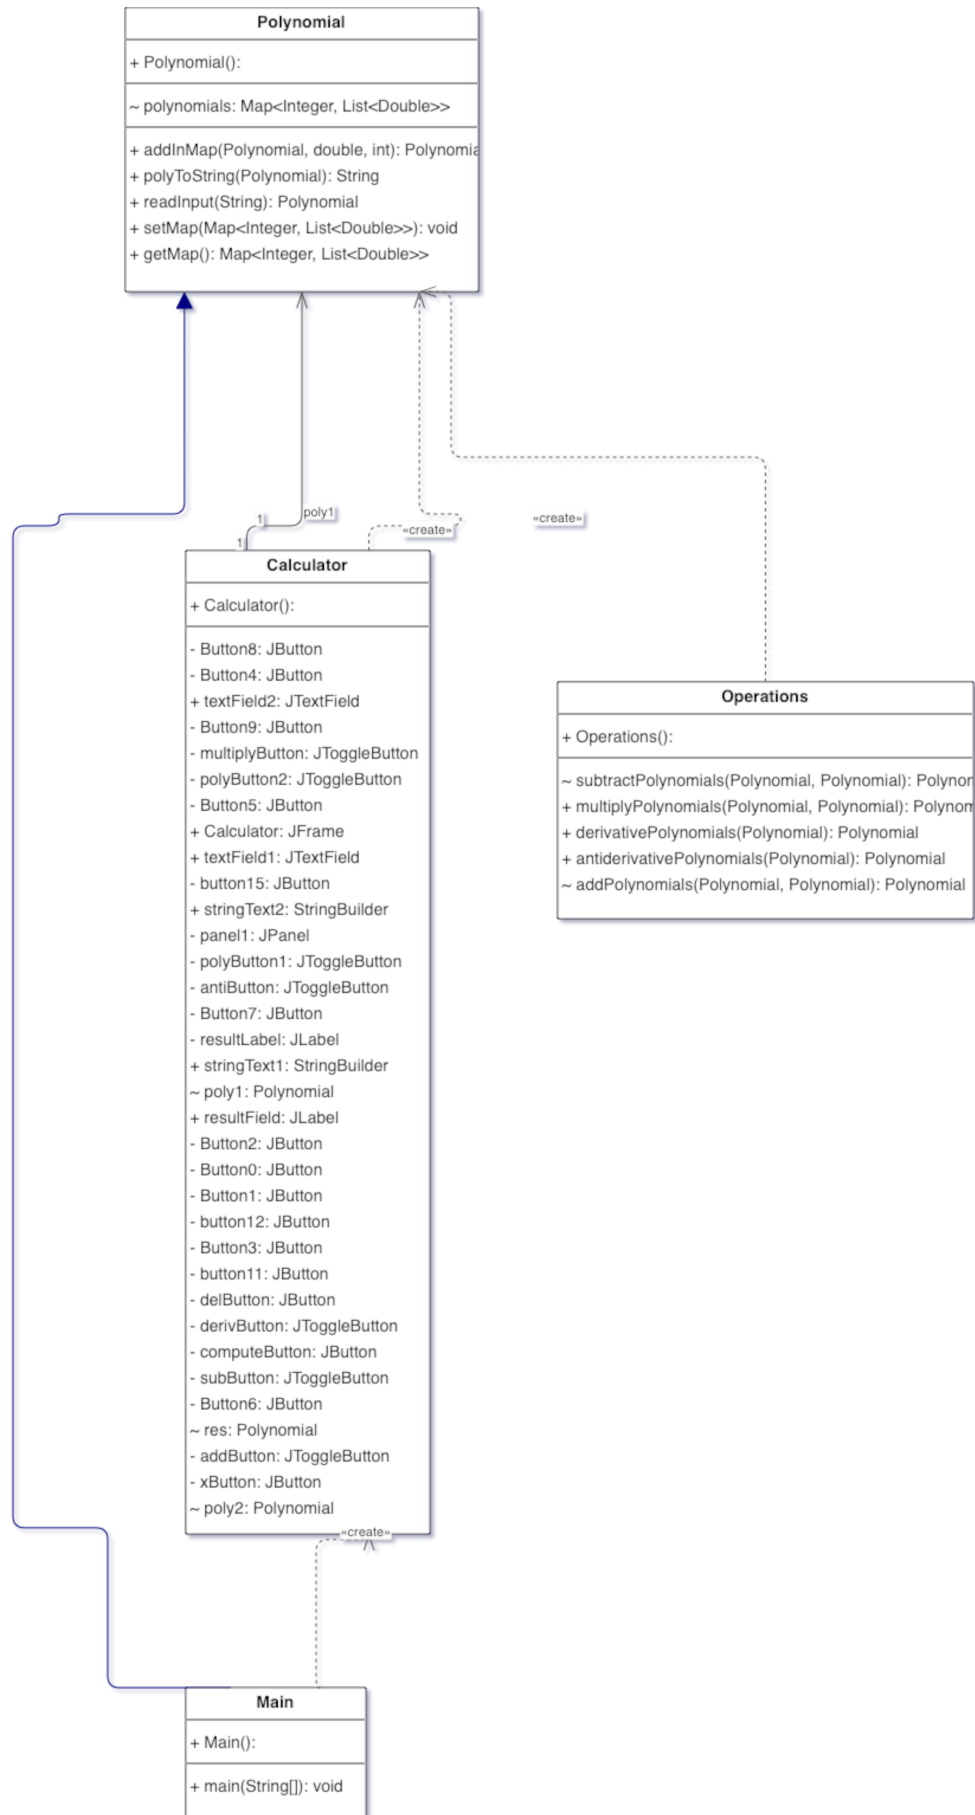 Polynomial
+ Polynomial():
~ polynomials: Map<Integer, List<Double>>
+ addInMap(Polynomial, double, int): Polynomia
+ polyToString(Polynomial): String
+ readInput(String): Polynomial
+ setMap(Map<Integer, List<Double>>): void
+ getMap(): Map<Integer, List<Double>>
1
poly1
«create»
«create»
1
Calculator
+ Calculator():
- Button8: JButton
- Button4: JButton
+ textField2: JTextField
- Button9: JButton
- multiplyButton: JToggleButton
- polyButton2: JToggleButton
- Button5: JButton
+ Calculator: JFrame
+ textField1: JTextField
- button15: JButton
+ stringText2: StringBuilder
- panel1: JPanel
- polyButton1: JToggleButton
- antiButton: JToggleButton
- Button7: JButton
- resultLabel: JLabel
+ stringText1: StringBuilder
~ poly1: Polynomial
+ resultField: JLabel
- Button2: JButton
- Button0: JButton
- Button1: JButton
- button12: JButton
- Button3: JButton
- button11: JButton
- delButton: JButton
- derivButton: JToggleButton
- computeButton: JButton
- subButton: JToggleButton
- Button6: JButton
~ res: Polynomial
- addButton: JToggleButton
- xButton: JButton
~ poly2: Polynomial
Operations
+ Operations():
~ subtractPolynomials(Polynomial, Polynomial): Polynor
+ multiplyPolynomials(Polynomial, Polynomial): Polynom
+ derivativePolynomials(Polynomial): Polynomial
+ antiderivativePolynomials(Polynomial): Polynomial
~ addPolynomials(Polynomial, Polynomial): Polynomial
«create»
Main
+ Main():
+ main(String[]): void